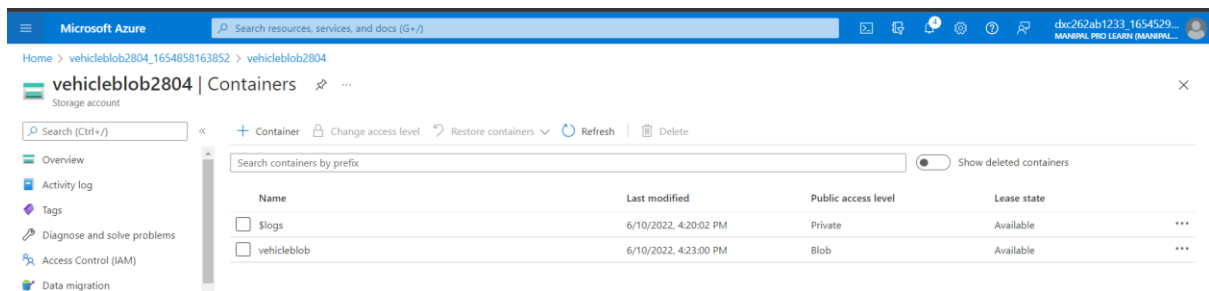 Microsoft Azure
Search resources, services, and docs (G+/)
4
dxc262ab1233_1654529...
MANIPAL PRO LEARN (MANIPAL...
Home > vehicleblob2804_1654858163852 > vehicleblob2804
vehicleblob2804 | Containers
Storage account
Search (Ctrl+/)
Container Change access level Restore containers Refresh Delete
Overview
Search containers by prefix Show deleted containers
Activity log
Name Last modified Public access level Lease state
Tags
$logs 6/10/2022, 4:20:02 PM Private Available
Diagnose and solve problems
vehicleblob 6/10/2022, 4:23:00 PM Blob Available
Access Control (IAM)
Data migration